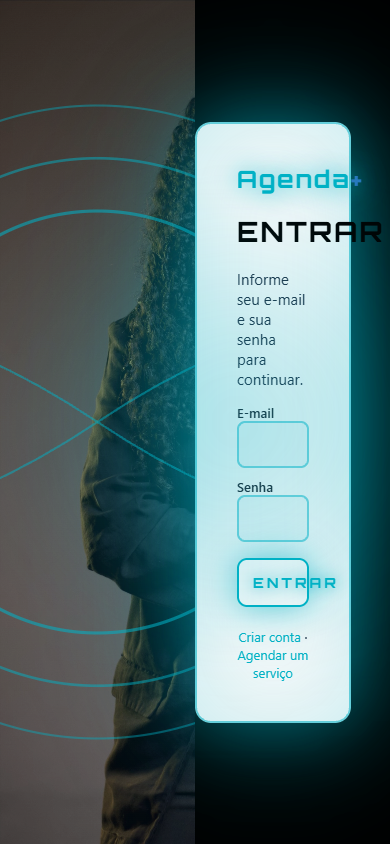 Agenda+
ENTRAR
Informe
seu e-mail
e sua
senha
para
continuar.
E-mail
Senha
ENTRAR
Criar conta ·
Agendar um
serviço